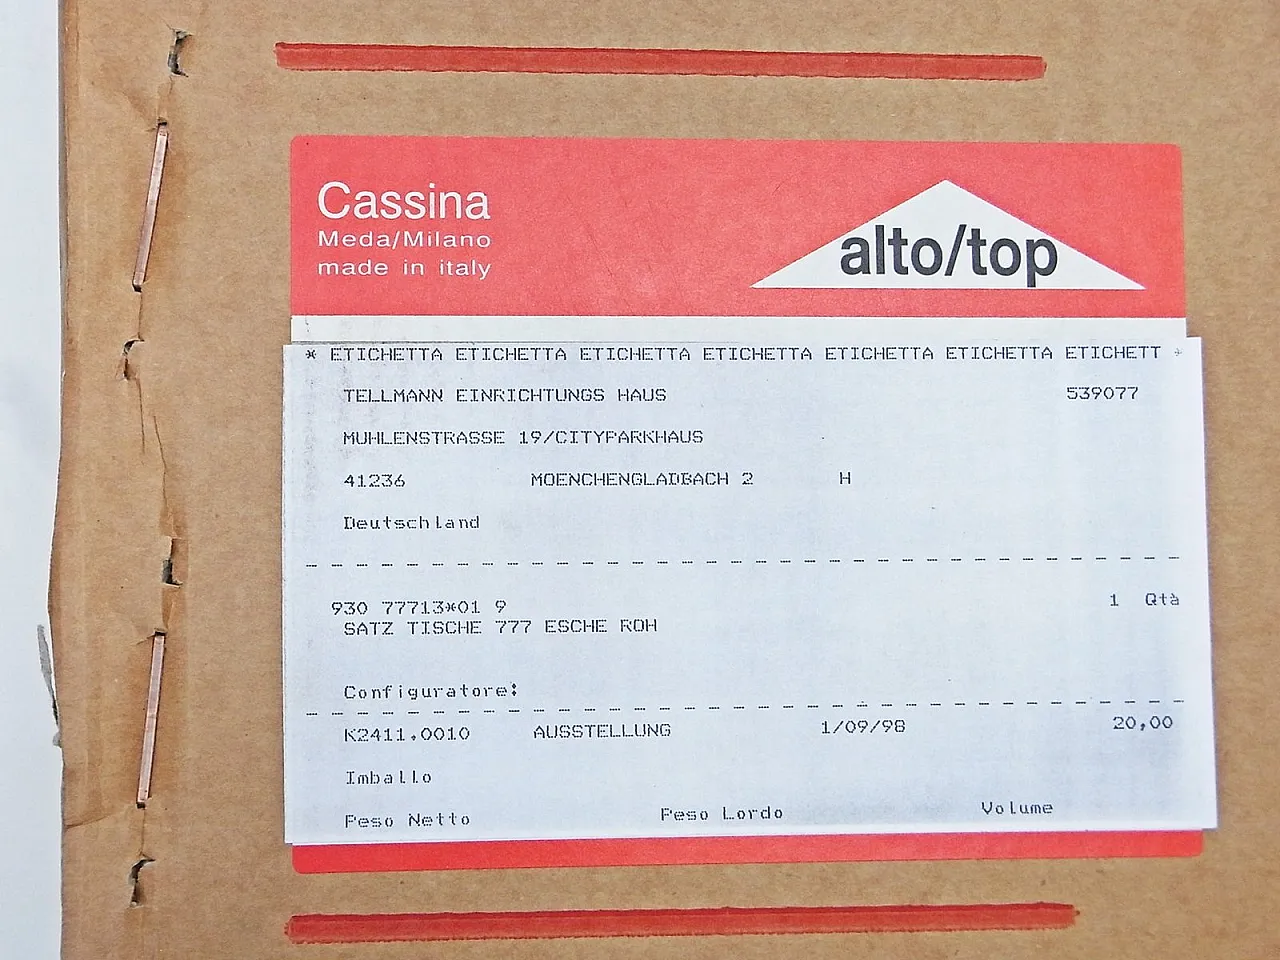 Cassina
Meda/Milano
made in italy
alto/top
* ETICHETTA ETICHETTA ETICHETTA ETICHETTA ETICHETTA ETICHETTA ETICHETT *
TELLMANN EINRICHTUNGS HAUS 539077
MUHLENSTRASSE 19/CITYPARKHAUS
41236 MOENCHENGLADBACH 2 H
Deutschland
930 77713*01 9 1 Qtà
SATZ TISCHE 777 ESCHE ROH
Configuratore:
K2411.0010 AUSSTELLUNG 1/09/98 20,00
Imballo
Peso Netto Peso Lordo Volume